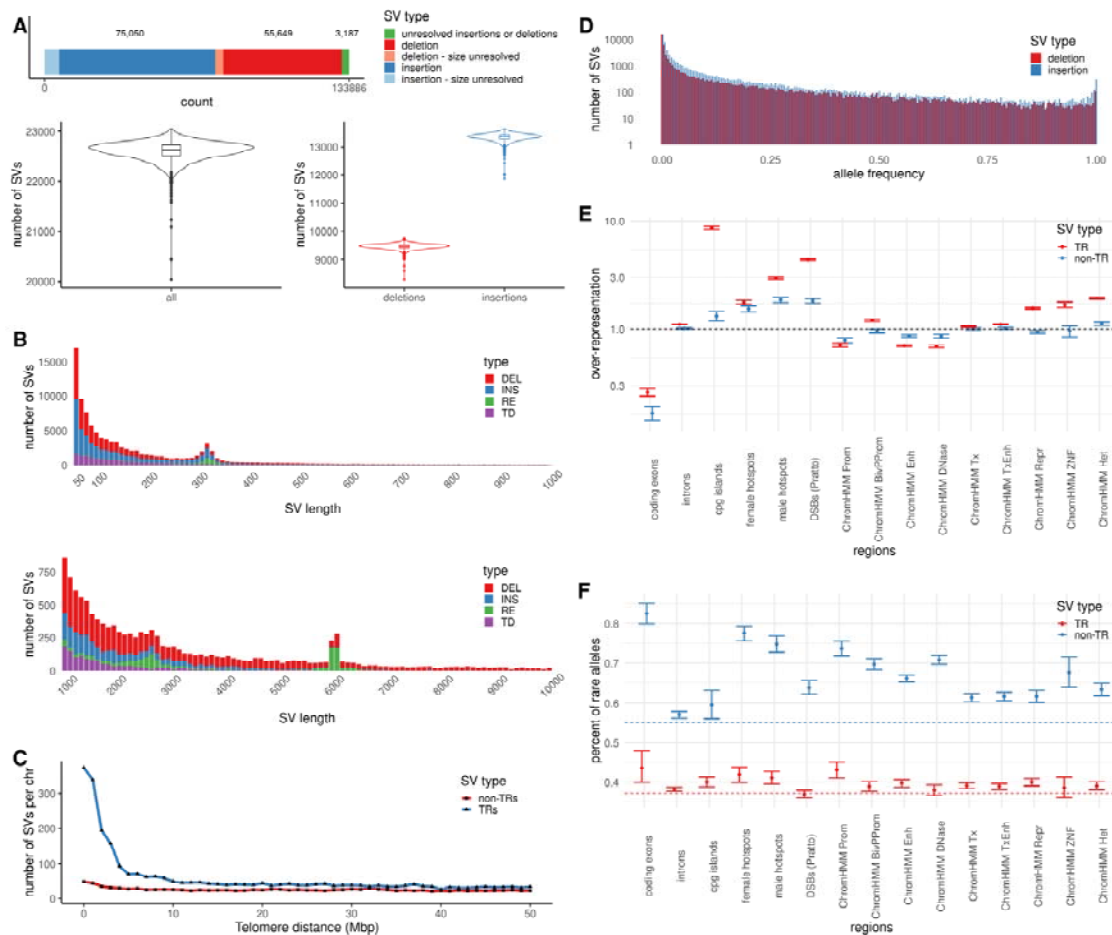 A
SV type
75,050
55,649
3,187
unresolved insertions or deletions
deletion
deletion - size unresolved
insertion
insertion - size unresolved
0
133886
count
number of SVs
23000
22000
21000
20000
all
number of SVs
13000
11000
9000
deletions
insertions
B
number of SVs
15000
10000
5000
0
type
DEL
INS
RE
TD
50
100
200
300
400
500
600
700
800
900
1000
SV length
number of SVs
750
500
250
0
type
DEL
INS
RE
TD
1000
2000
3000
4000
5000
6000
7000
8000
9000
10000
SV length
C
number of SVs per chr
300
200
100
0
SV type
non-TRs
TRs
0
10
20
30
40
50
Telomere distance (Mbp)
D
number of SVs
10000
1000
100
10
1
SV type
deletion
insertion
0.00
0.25
0.50
0.75
1.00
allele frequency
E
over-representation
10.0
3.0
1.0
0.3
SV type
TR
non-TR
coding exons
introns
cpg islands
female hotspots
male hotspots
DSBs (Pratto)
ChromHMM Prom
ChromHMM BivPProm
ChromHMM Enh
ChromHMM DNase
ChromHMM Tx
ChromHMM TxEnh
ChromHMM Repr
ChromHMM ZNF
ChromHMM Het
regions
F
percent of rare alleles
0.8
0.7
0.6
0.5
0.4
SV type
TR
non-TR
coding exons
introns
cpg islands
female hotspots
male hotspots
DSBs (Pratto)
ChromHMM Prom
ChromHMM BivPProm
ChromHMM Enh
ChromHMM DNase
ChromHMM Tx
ChromHMM TxEnh
ChromHMM Repr
ChromHMM ZNF
ChromHMM Het
regions